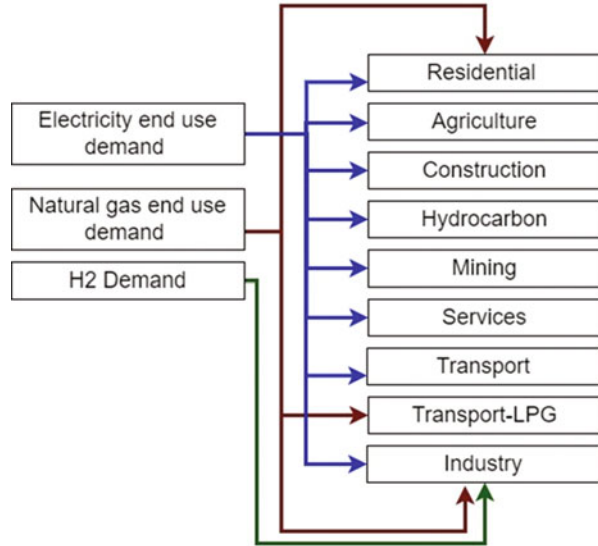 Electricity end use
demand
Natural gas end use
demand
H2 Demand
Residential
Agriculture
Construction
Hydrocarbon
Mining
Services
Transport
Transport-LPG
Industry